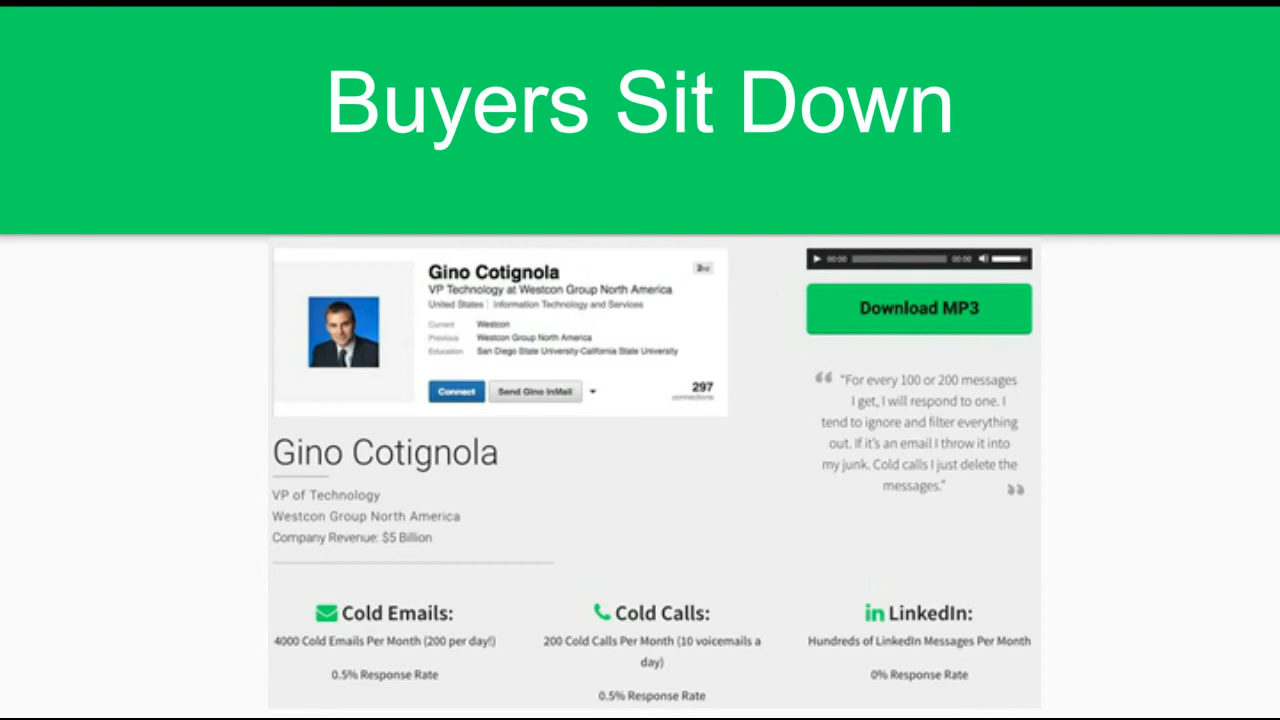 Buyers Sit Down
Gino Cotignola
2nd
VP Technology at Westcon Group North America
United States | Information Technology and Services
Current Westcon
Previous Westcon Group North America
Education San Diego State University-California State University
Connect
Send Gino InMail
297
connections
00:00
00:00
Download MP3
“ "For every 100 or 200 messages
I get, I will respond to one. I
tend to ignore and filter everything
out. If it's an email I throw it into
my junk. Cold calls I just delete the
messages." ”
Gino Cotignola
VP of Technology
Westcon Group North America
Company Revenue: $5 Billion
Cold Emails:
4000 Cold Emails Per Month (200 per day!)
0.5% Response Rate
Cold Calls:
200 Cold Calls Per Month (10 voicemails a
day)
0.5% Response Rate
in LinkedIn:
Hundreds of LinkedIn Messages Per Month
0% Response Rate